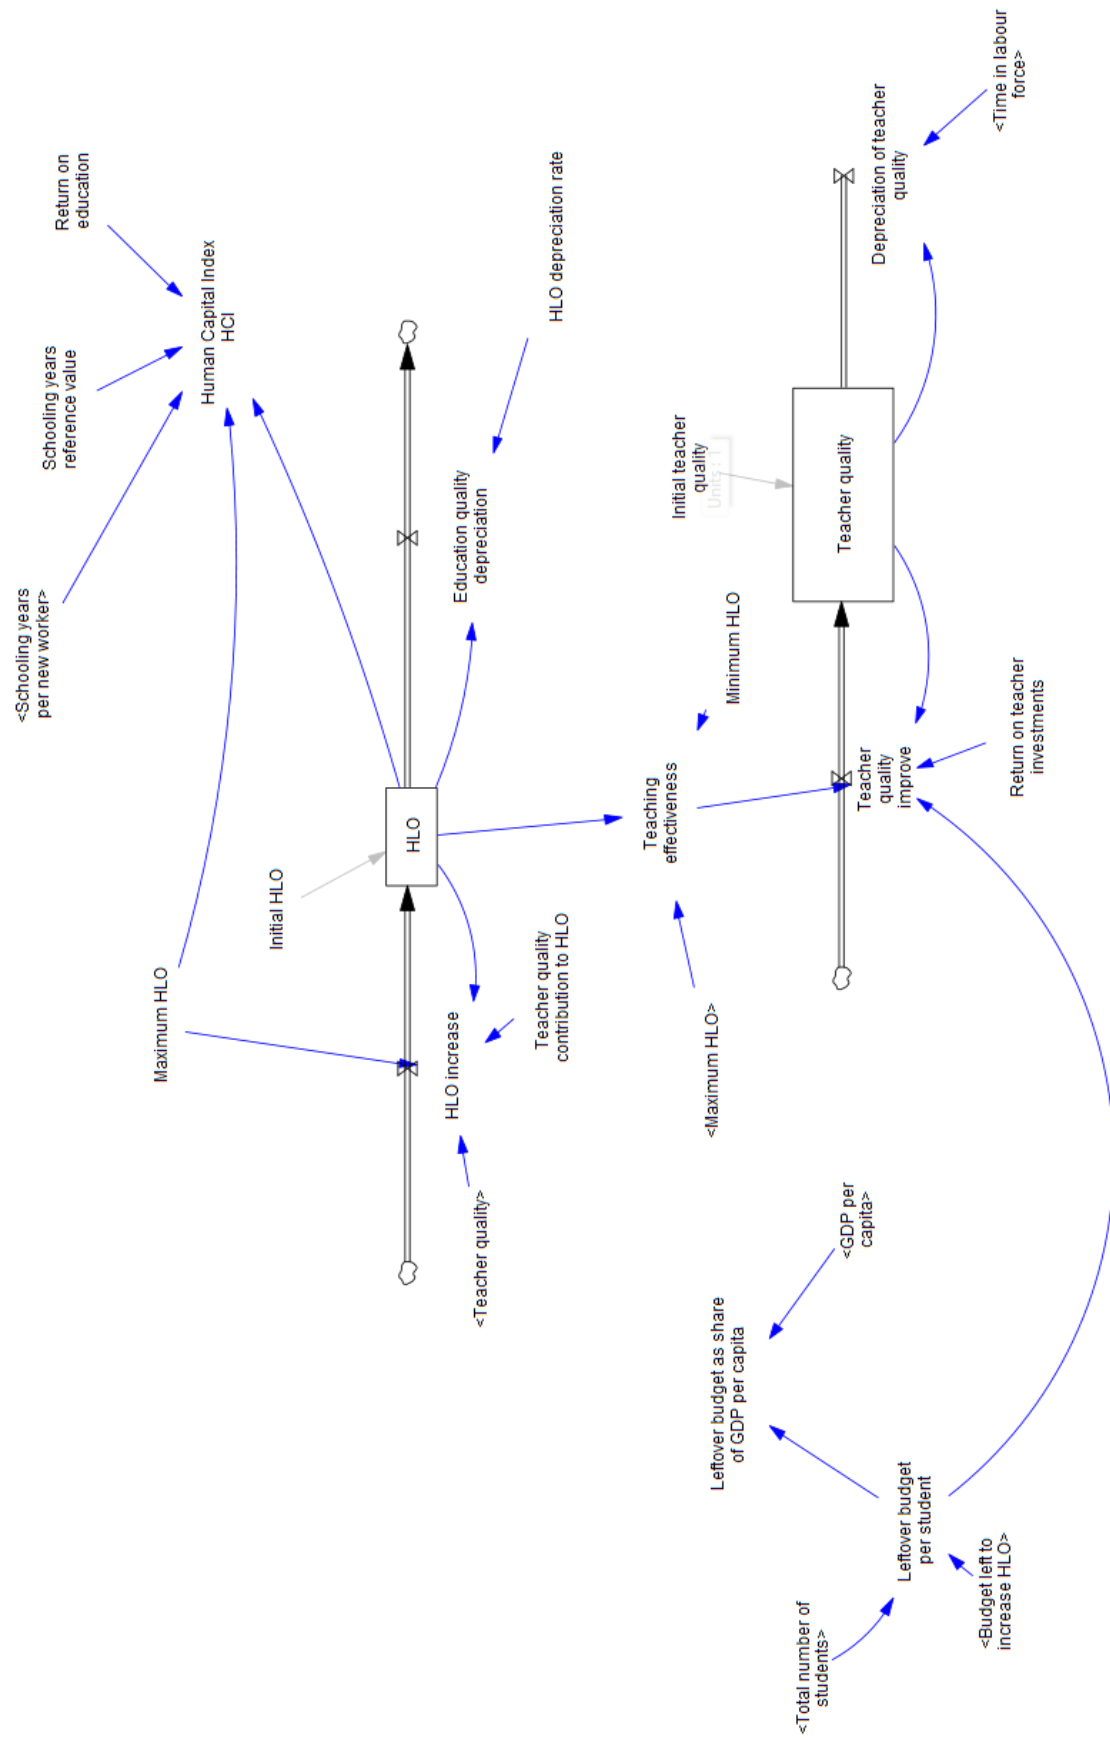 <Schooling years
per new worker>
Schooling years
reference value
Return on
education
Human Capital Index
HCI
Maximum HLO
Initial HLO
HLO
HLO increase
<Teacher quality>
Teacher quality
contribution to HLO
Education quality
depreciation
HLO depreciation rate
Teaching
effectiveness
<Maximum HLO>
Minimum HLO
Initial teacher
quality
Units: 1
Teacher quality
Teacher
quality
improve
Return on teacher
investments
Depreciation of teacher
quality
<Time in labour
force>
Leftover budget as share
of GDP per capita
<GDP per
capita>
Leftover budget
per student
<Total number of
students>
<Budget left to
increase HLO>